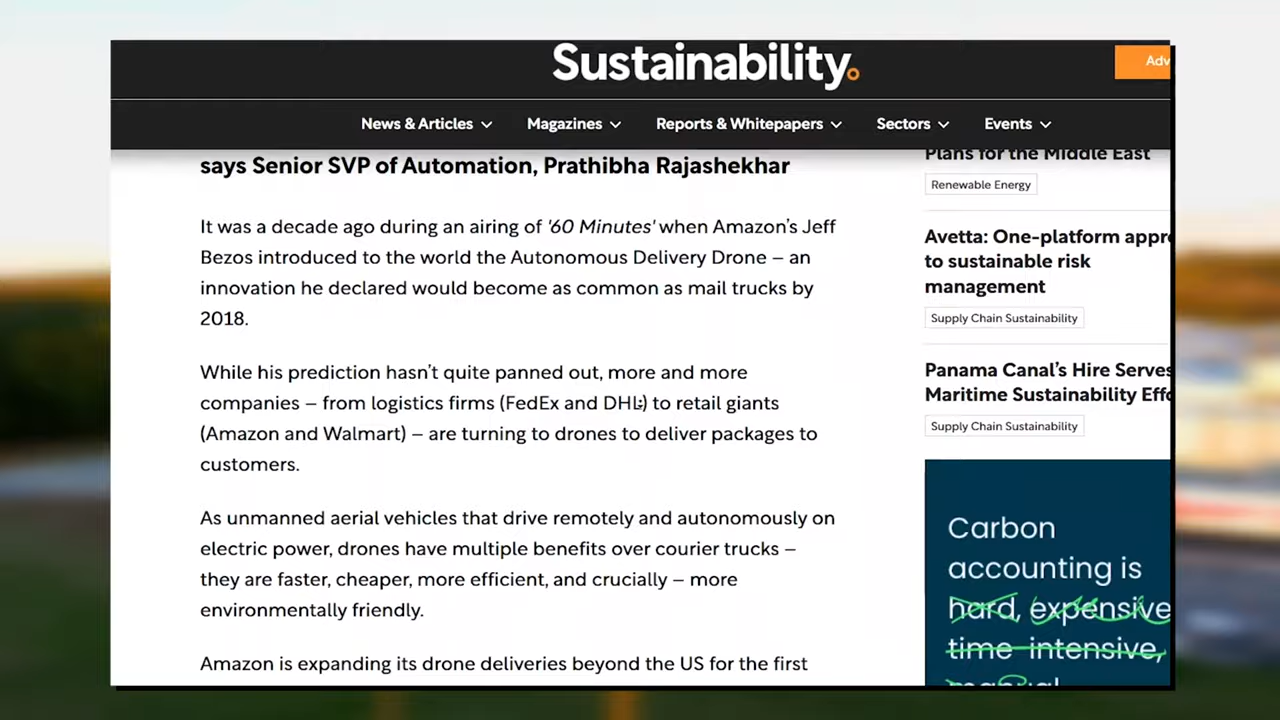 Sustainability
Adv
News & Articles
Magazines
Reports & Whitepapers
Sectors
Events
says Senior SVP of Automation, Prathibha Rajashekhar
It was a decade ago during an airing of '60 Minutes' when Amazon's Jeff
Bezos introduced to the world the Autonomous Delivery Drone – an
innovation he declared would become as common as mail trucks by
2018.
While his prediction hasn't quite panned out, more and more
companies – from logistics firms (FedEx and DHL) to retail giants
(Amazon and Walmart) – are turning to drones to deliver packages to
customers.
As unmanned aerial vehicles that drive remotely and autonomously on
electric power, drones have multiple benefits over courier trucks –
they are faster, cheaper, more efficient, and crucially – more
environmentally friendly.
Amazon is expanding its drone deliveries beyond the US for the first
Plans for the Middle East
Renewable Energy
Avetta: One-platform appr
to sustainable risk
management
Supply Chain Sustainability
Panama Canal's Hire Serves
Maritime Sustainability Eff
Supply Chain Sustainability
Carbon
accounting is
hard, expensive
time intensive,
manual